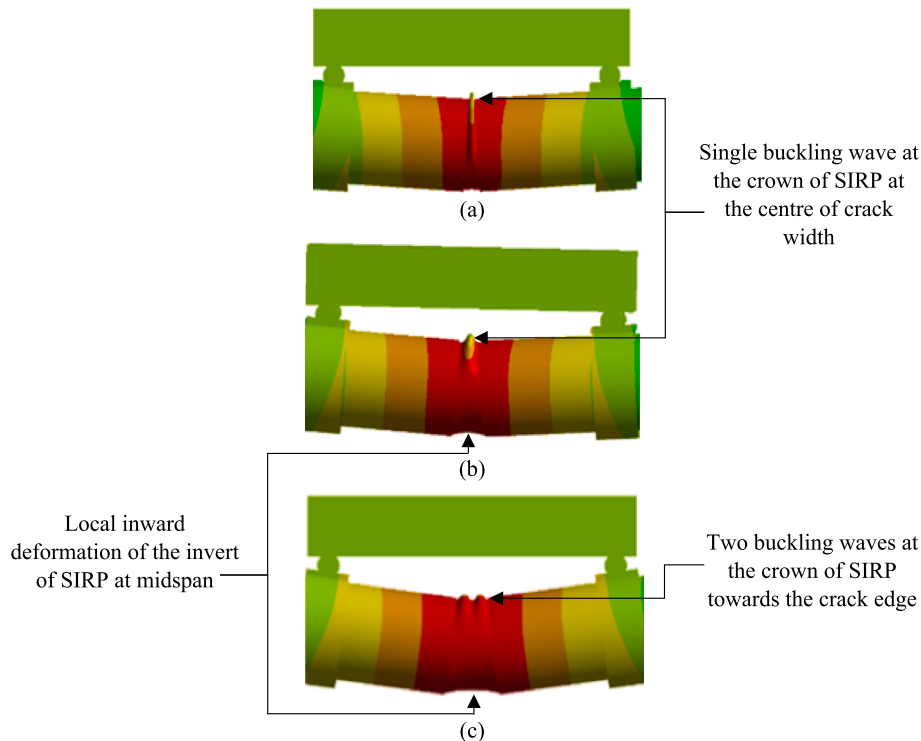 (a)
Single buckling wave at
the crown of SIRP at
the centre of crack
width
(b)
Local inward
deformation of the invert
of SIRP at midspan
Two buckling waves at
the crown of SIRP
towards the crack edge
(c)